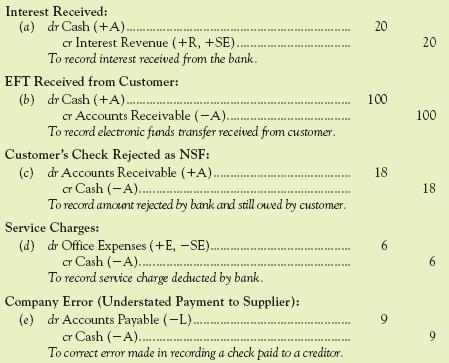 Interest Received:
(a) dr Cash (+A)........................................................................ 20
cr Interest Revenue (+R, +SE)..................................... 20
To record interest received from the bank.
EFT Received from Customer:
(b) dr Cash (+A)........................................................................ 100
cr Accounts Receivable (−A)........................................ 100
To record electronic funds transfer received from customer.
Customer's Check Rejected as NSF:
(c) dr Accounts Receivable (+A)............................................ 18
cr Cash (−A)................................................................... 18
To record amount rejected by bank and still owed by customer.
Service Charges:
(d) dr Office Expenses (+E, −SE)............................................. 6
cr Cash (−A)................................................................... 6
To record service charge deducted by bank.
Company Error (Understated Payment to Supplier):
(e) dr Accounts Payable (−L).................................................. 9
cr Cash (−A)................................................................... 9
To correct error made in recording a check paid to a creditor.